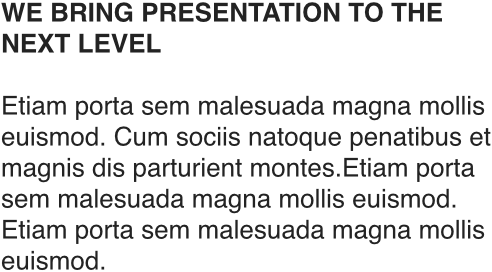 WE BRING PRESENTATION TO THE
NEXT LEVEL
Etiam porta sem malesuada magna mollis
euismod. Cum sociis natoque penatibus et
magnis dis parturient montes.Etiam porta
sem malesuada magna mollis euismod.
Etiam porta sem malesuada magna mollis
euismod.